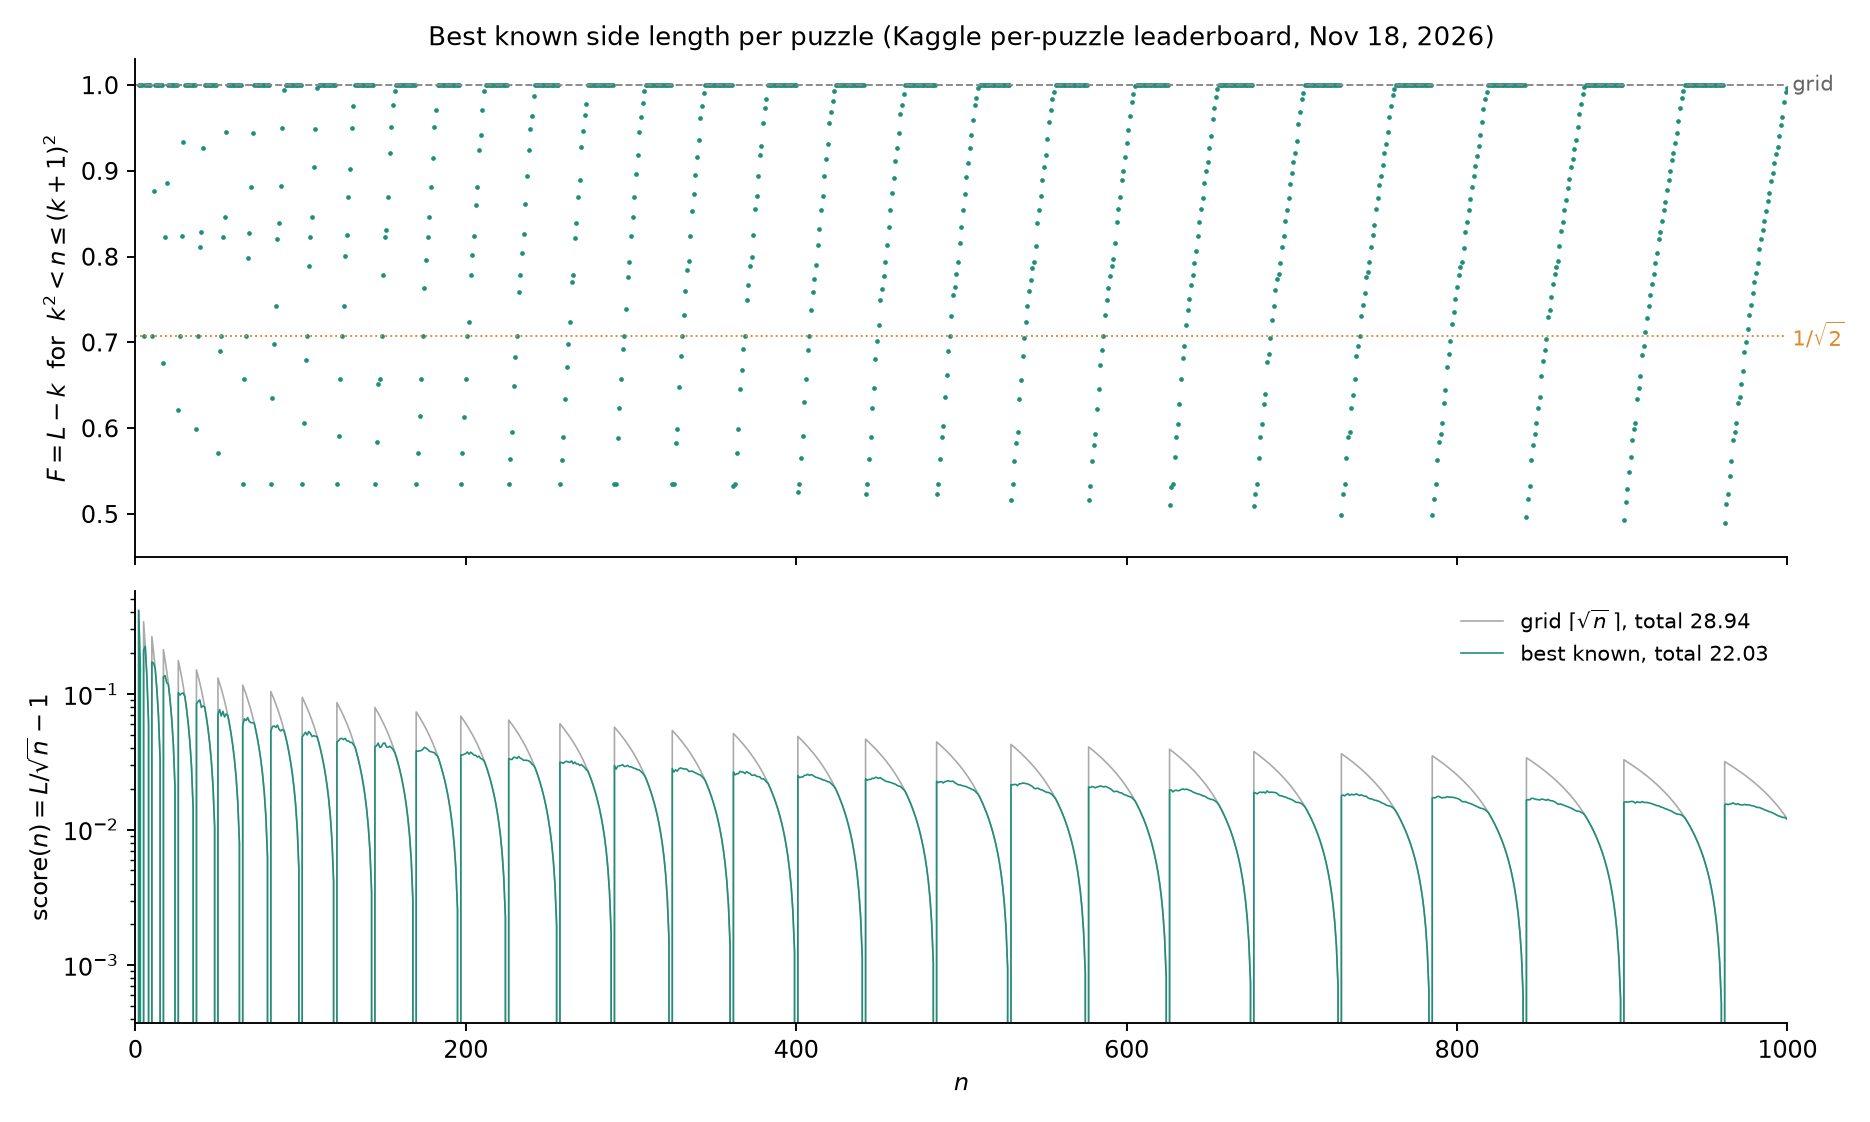 Best known side length per puzzle (Kaggle per-puzzle leaderboard, Nov 18, 2026)
F = L − k for k² < n ≤ (k + 1)²
1.0
0.9
0.8
0.7
0.6
0.5
grid
1/√2
score(n) = L/√n − 1
10⁻¹
10⁻²
10⁻³
grid ⌈√n⌉, total 28.94
best known, total 22.03
0
200
400
600
800
1000
n